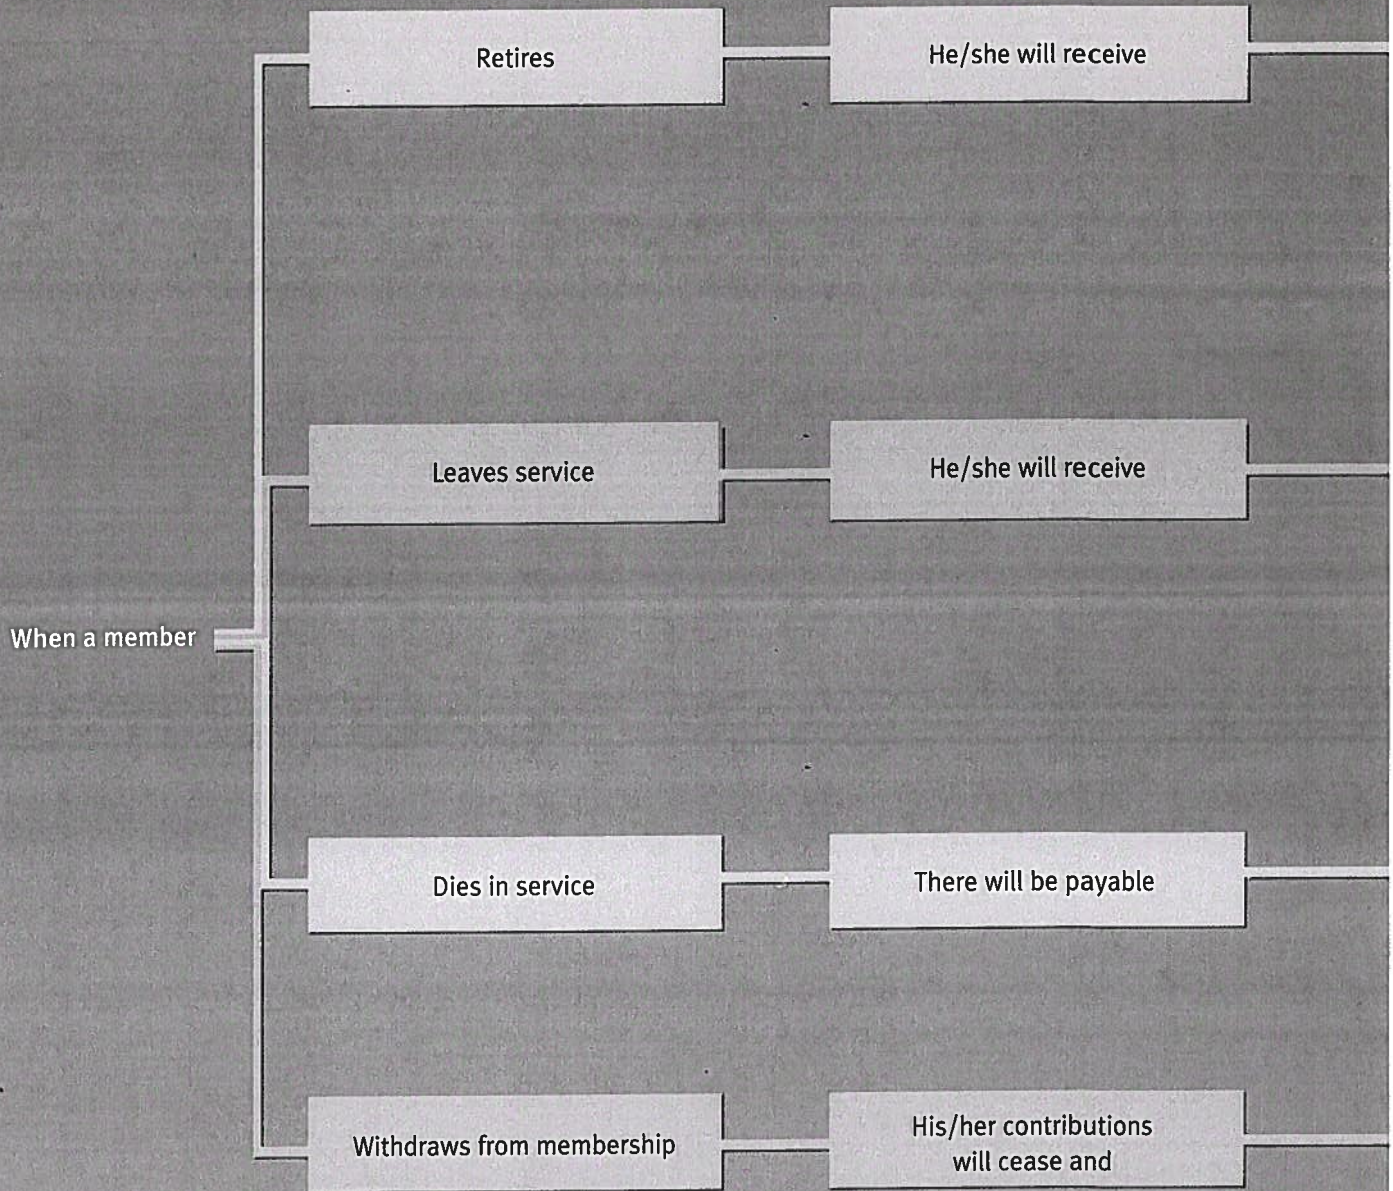 Retires
He/she will receive
Leaves service
He/she will receive
When a member
Dies in service
There will be payable
Withdraws from membership
His/her contributions
will cease and